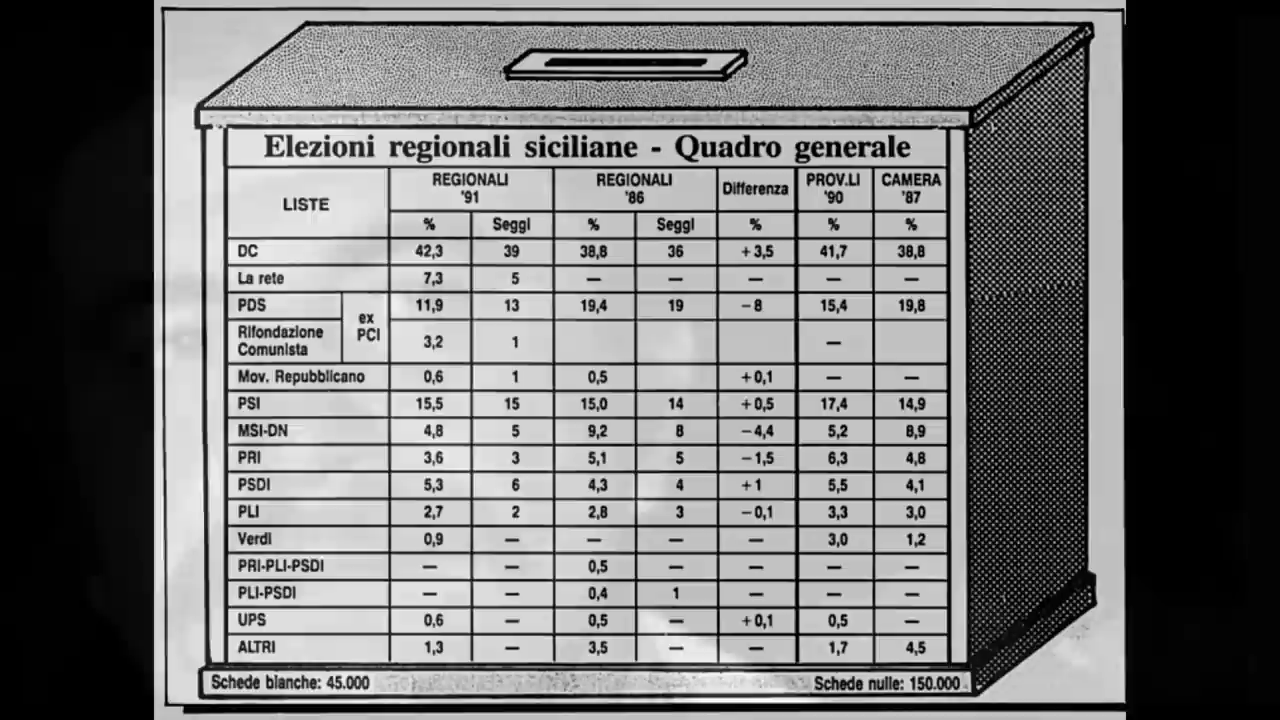 Elezioni regionali siciliane - Quadro generale
LISTE REGIONALI '91 REGIONALI '86 Differenza PROV.LI '90 CAMERA '87
% Seggi % Seggi % % %
DC 42,3 39 38,8 36 +3,5 41,7 38,8
La rete 7,3 5 — — — — —
PDS ex PCI 11,9 13 19,4 19 −8 15,4 19,8
Rifondazione Comunista 3,2 1 —
Mov. Repubblicano 0,6 1 0,5 +0,1 — —
PSI 15,5 15 15,0 14 +0,5 17,4 14,9
MSI-DN 4,8 5 9,2 8 −4,4 5,2 8,9
PRI 3,6 3 5,1 5 −1,5 6,3 4,8
PSDI 5,3 6 4,3 4 +1 5,5 4,1
PLI 2,7 2 2,8 3 −0,1 3,3 3,0
Verdi 0,9 — — — — 3,0 1,2
PRI-PLI-PSDI — — 0,5 — — — —
PLI-PSDI — — 0,4 1 — — —
UPS 0,6 — 0,5 — +0,1 0,5 —
ALTRI 1,3 — 3,5 — — 1,7 4,5
Schede bianche: 45.000 Schede nulle: 150.000